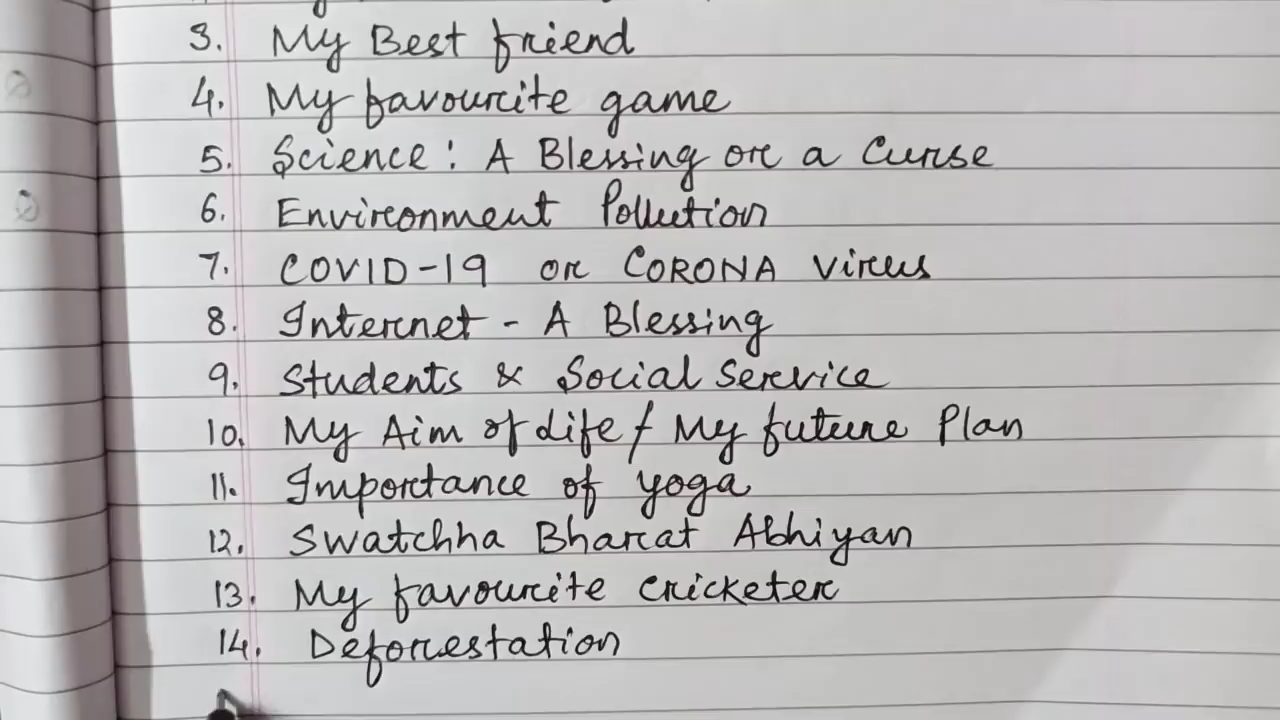 3. My Best friend
4. My favourite game
5. Science : A Blessing or a Curse
6. Environment Pollution
7. COVID-19 or CORONA Virus
8. Internet - A Blessing
9. Students & Social Service
10. My Aim of Life / My future Plan
11. Importance of yoga
12. Swatchha Bharat Abhiyan
13. My favourite Cricketer
14. Deforestation